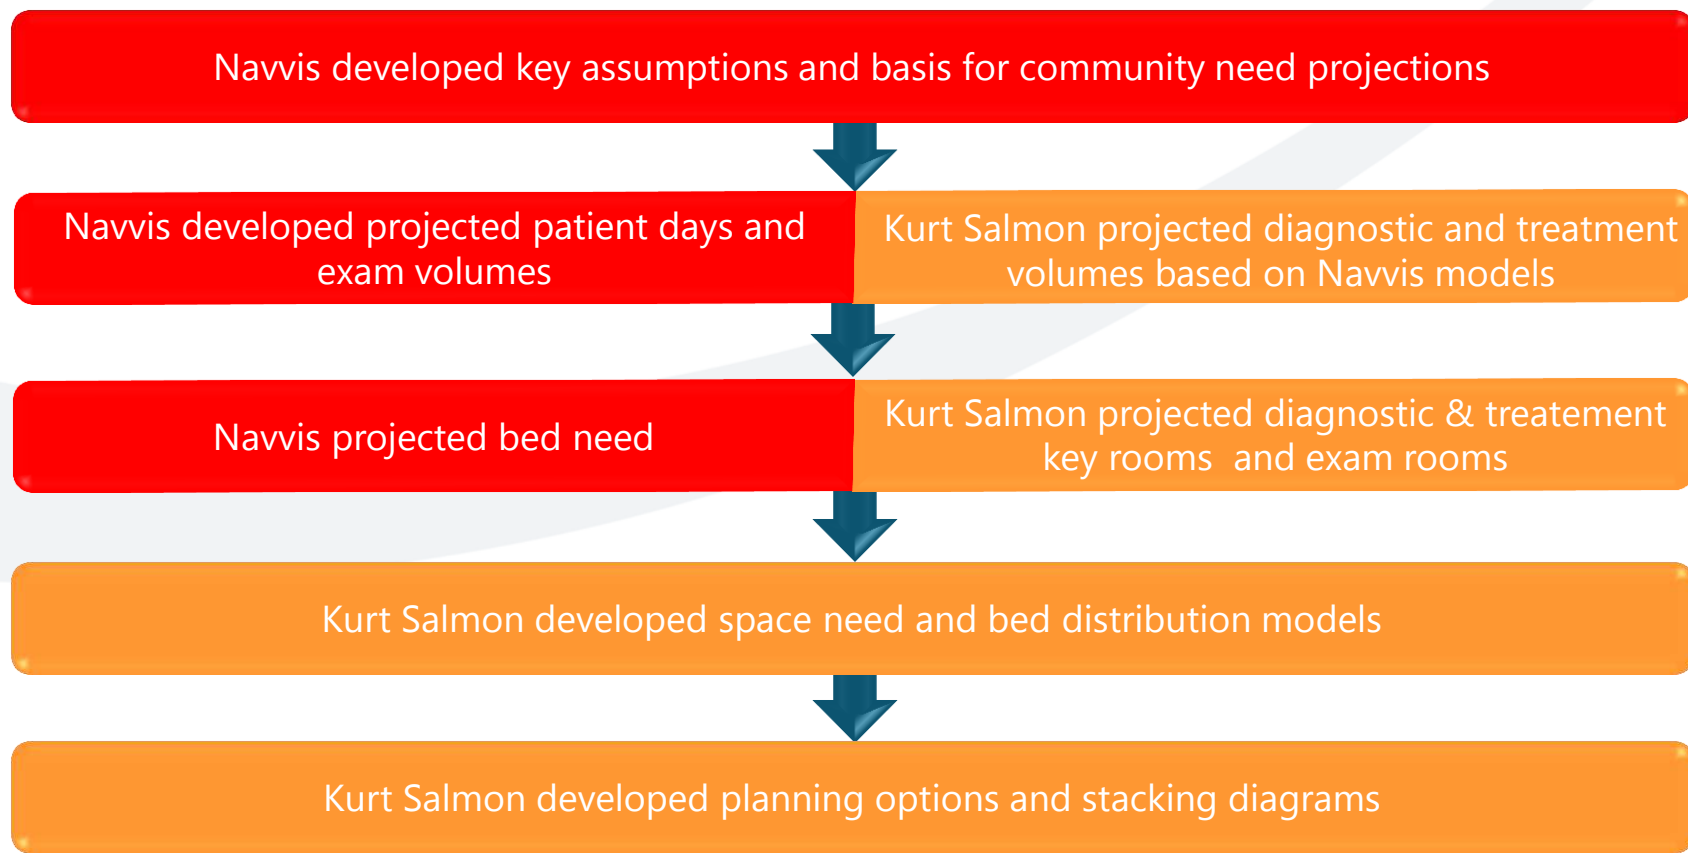 Navvis developed key assumptions and basis for community need projections
Navvis developed projected patient days and
exam volumes
Kurt Salmon projected diagnostic and treatment
volumes based on Navvis models
Navvis projected bed need
Kurt Salmon projected diagnostic & treatement
key rooms  and exam rooms
Kurt Salmon developed space need and bed distribution models
Kurt Salmon developed planning options and stacking diagrams